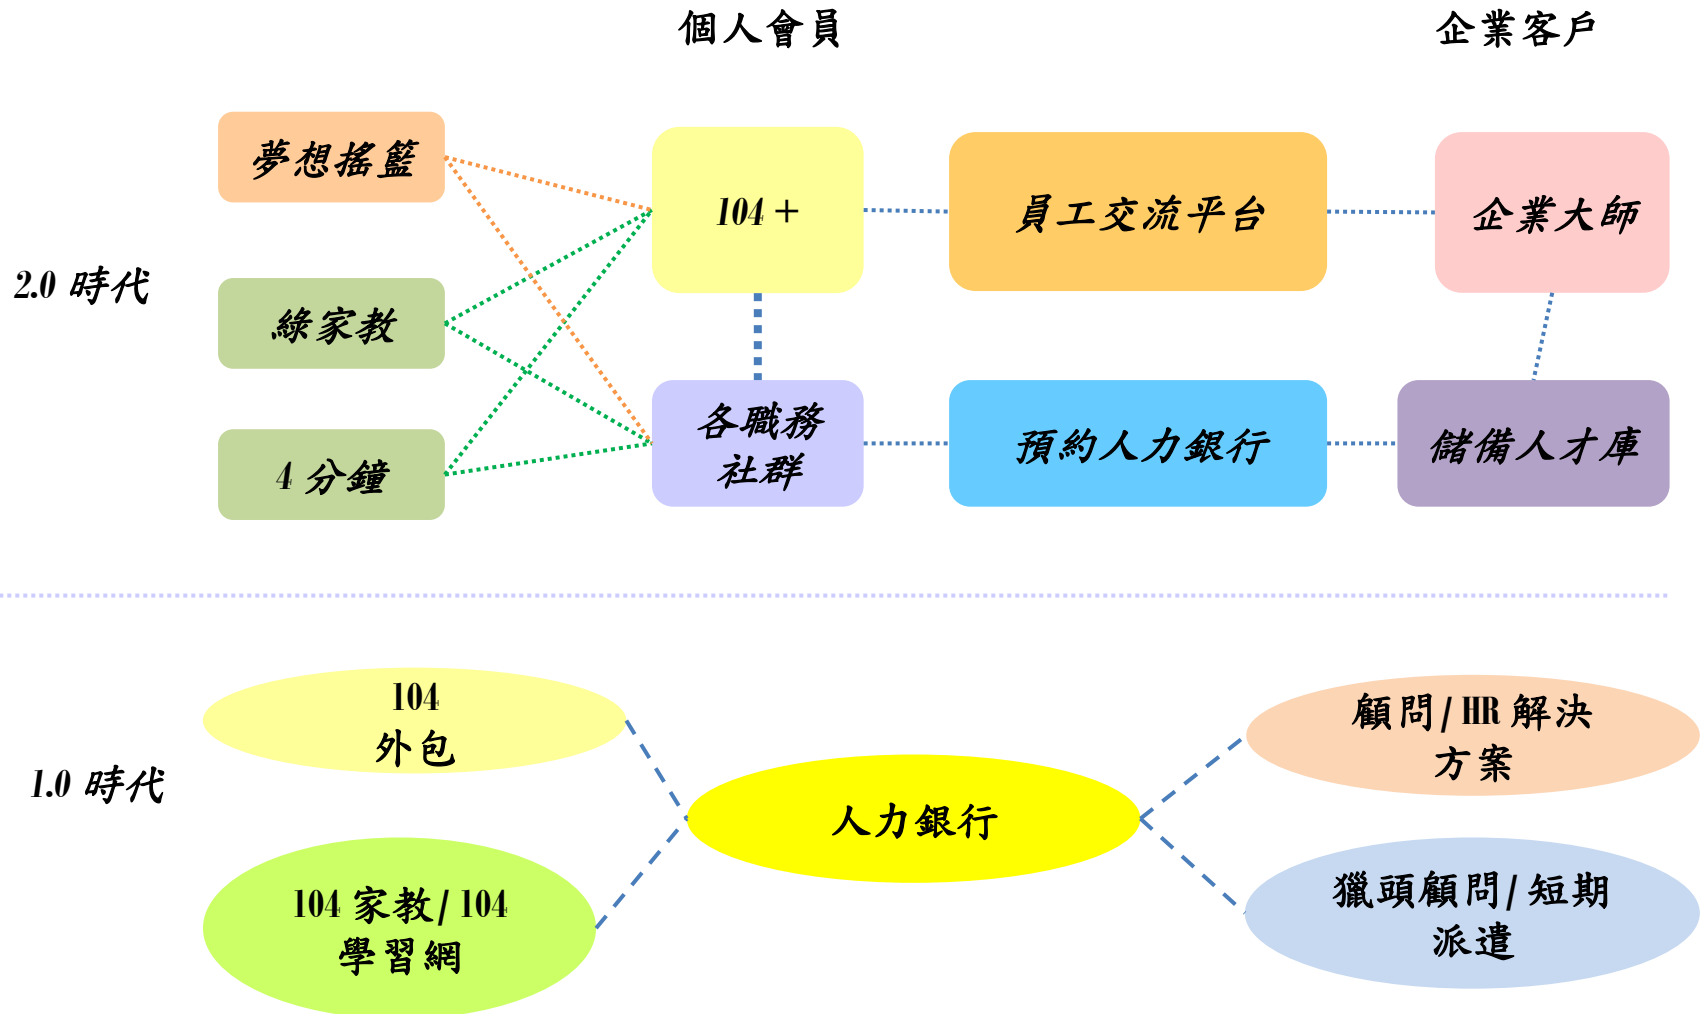 個人會員
企業客戶
夢想搖籃
104＋
員工交流平台
企業大師
2.0 時代
綠家教
各職務
社群
預約人力銀行
儲備人才庫
4 分鐘
104
外包
顧問/HR 解決
方案
1.0 時代
人力銀行
104 家教/104
學習網
獵頭顧問/短期
派遣